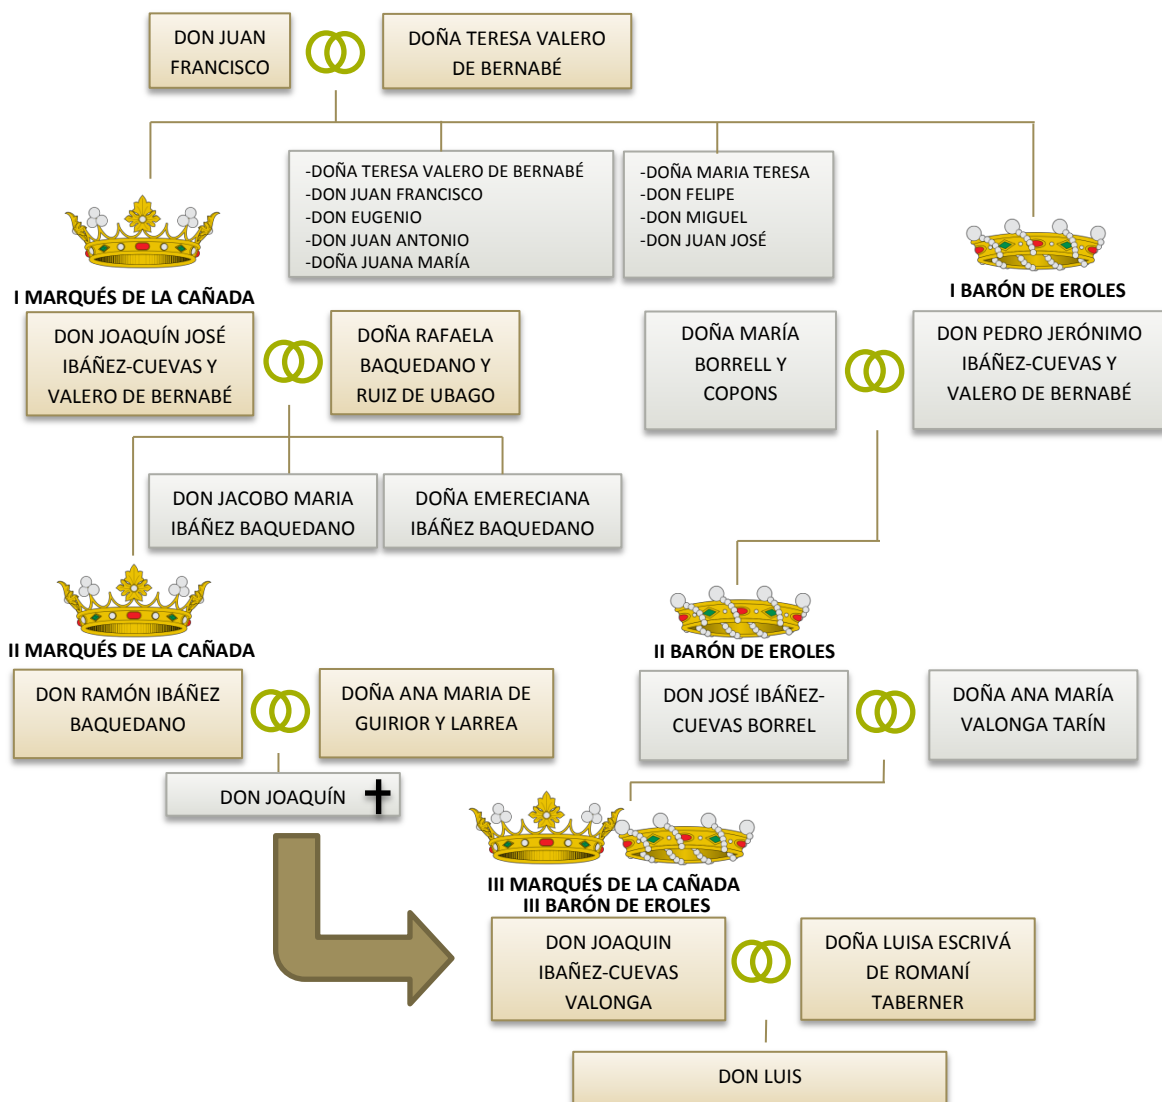 DON JUAN
FRANCISCO
DOÑA TERESA VALERO
DE BERNABÉ
-DOÑA TERESA VALERO DE BERNABÉ
-DON JUAN FRANCISCO
-DON EUGENIO
-DON JUAN ANTONIO
-DOÑA JUANA MARÍA
-DOÑA MARIA TERESA
-DON FELIPE
-DON MIGUEL
-DON JUAN JOSÉ
I MARQUÉS DE LA CAÑADA
I BARÓN DE EROLES
DON JOAQUÍN JOSÉ
IBÁÑEZ-CUEVAS Y
VALERO DE BERNABÉ
DOÑA RAFAELA
BAQUEDANO Y
RUIZ DE UBAGO
DOÑA MARÍA
BORRELL Y
COPONS
DON PEDRO JERÓNIMO
IBÁÑEZ-CUEVAS Y
VALERO DE BERNABÉ
DON JACOBO MARIA
IBÁÑEZ BAQUEDANO
DOÑA EMERECIANA
IBÁÑEZ BAQUEDANO
II MARQUÉS DE LA CAÑADA
II BARÓN DE EROLES
DON RAMÓN IBÁÑEZ
BAQUEDANO
DOÑA ANA MARIA DE
GUIRIOR Y LARREA
DON JOSÉ IBÁÑEZ-
CUEVAS BORREL
DOÑA ANA MARÍA
VALONGA TARÍN
DON JOAQUÍN
III MARQUÉS DE LA CAÑADA
III BARÓN DE EROLES
DON JOAQUIN
IBAÑEZ-CUEVAS
VALONGA
DOÑA LUISA ESCRIVÁ
DE ROMANÍ
TABERNER
DON LUIS